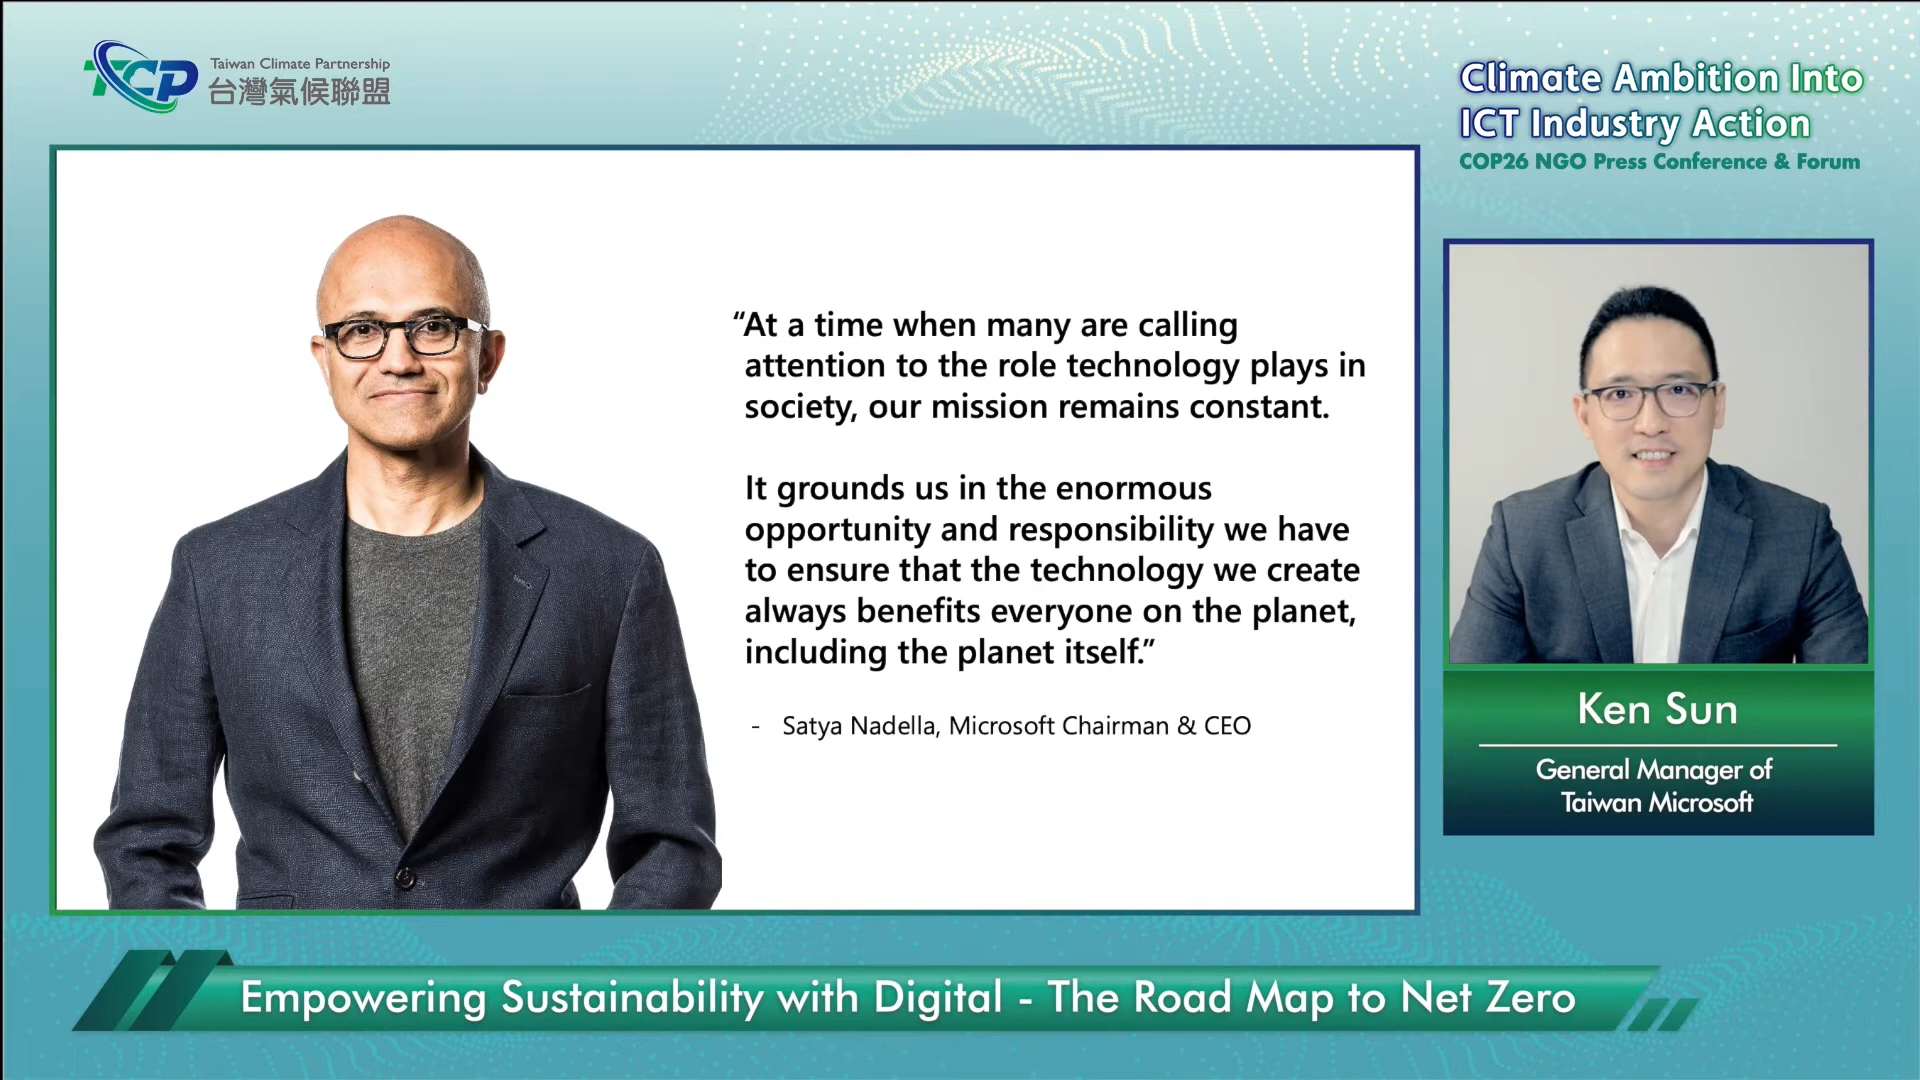 TCP
Taiwan Climate Partnership
台灣氣候聯盟
Climate Ambition Into
ICT Industry Action
COP26 NGO Press Conference & Forum
“At a time when many are calling
attention to the role technology plays in
society, our mission remains constant.
It grounds us in the enormous
opportunity and responsibility we have
to ensure that the technology we create
always benefits everyone on the planet,
including the planet itself.”
- Satya Nadella, Microsoft Chairman & CEO
Ken Sun
General Manager of
Taiwan Microsoft
Empowering Sustainability with Digital - The Road Map to Net Zero